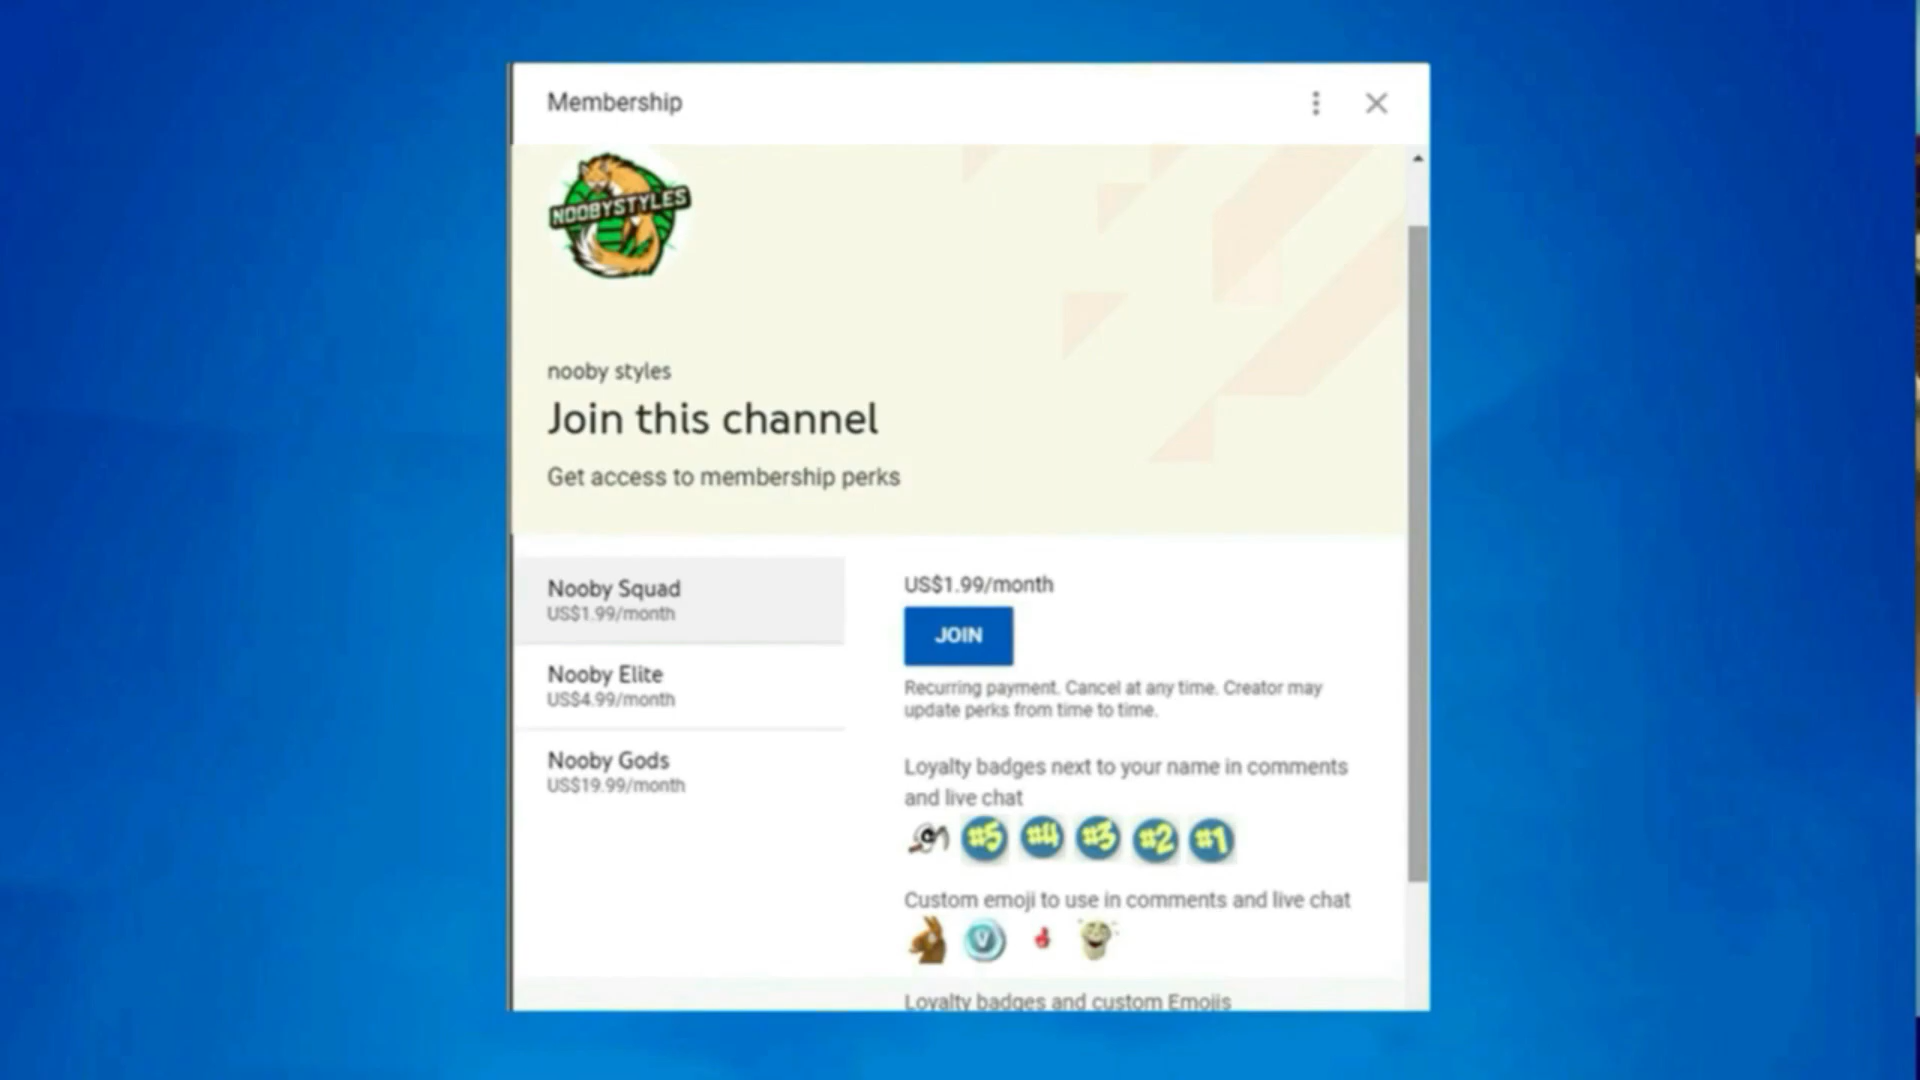 Membership
NOOBYSTYLES
nooby styles
Join this channel
Get access to membership perks
Nooby Squad
US$1.99/month
Nooby Elite
US$4.99/month
Nooby Gods
US$19.99/month
US$1.99/month
JOIN
Recurring payment. Cancel at any time. Creator may
update perks from time to time.
Loyalty badges next to your name in comments
and live chat
#5 #4 #3 #2 #1
Custom emoji to use in comments and live chat
V
Loyalty badges and custom Emojis